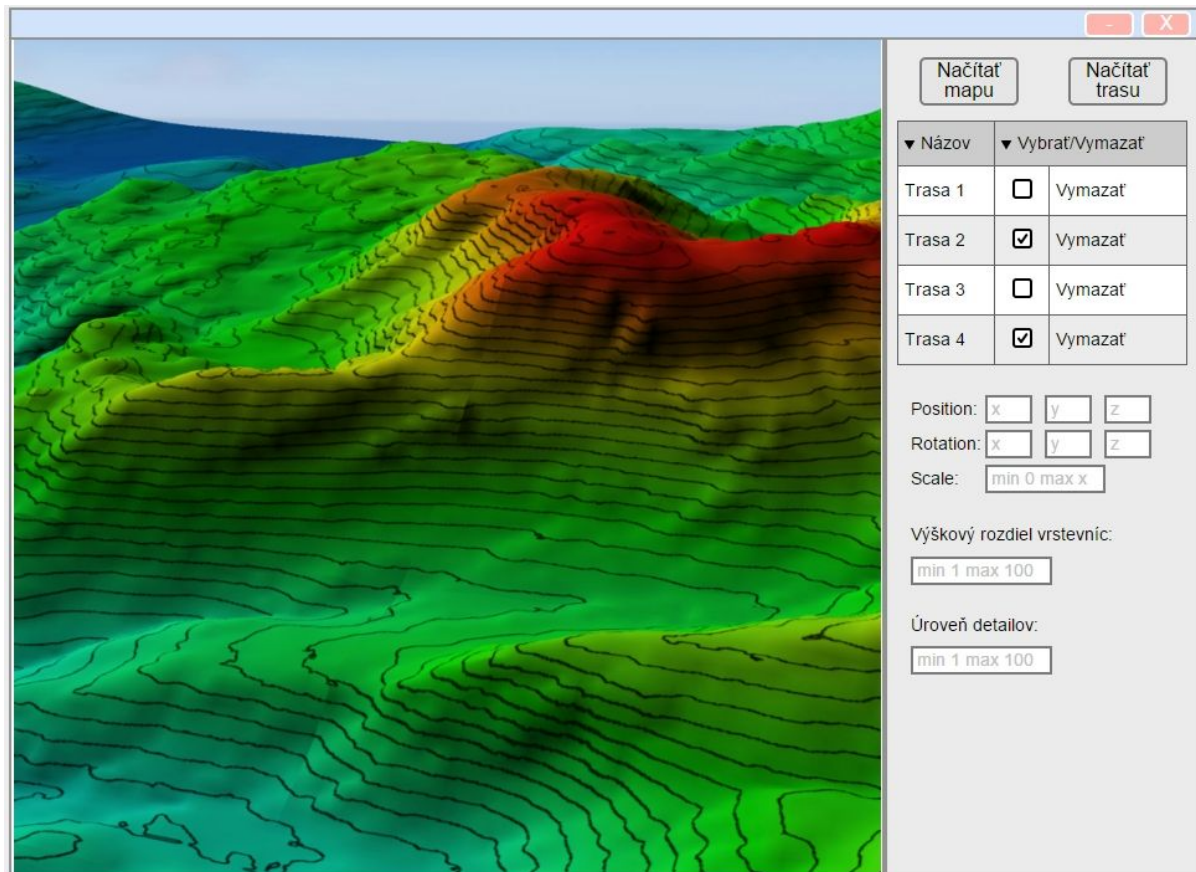 - X
Načítať
mapu
Načítať
trasu
▼ Názov ▼ Vybrať/Vymazať
Trasa 1 Vymazať
Trasa 2 Vymazať
Trasa 3 Vymazať
Trasa 4 Vymazať
Position: x y z
Rotation: x y z
Scale: min 0 max x
Výškový rozdiel vrstevníc:
min 1 max 100
Úroveň detailov:
min 1 max 100